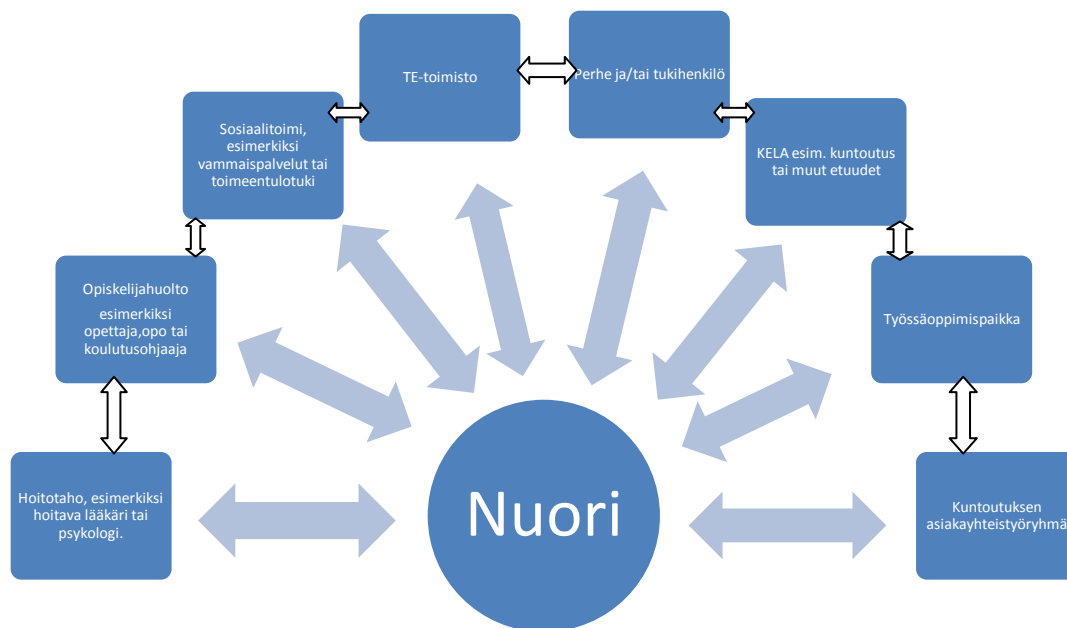 TE-toimisto
Perhe ja/tai tukihenkilö
Sosiaalitoimi,
esimerkiksi
vammaispalvelut tai
toimeentulotuki
KELA esim. kuntoutus
tai muut etuudet
Opiskelijahuolto
esimerkiksi
opettaja,opo tai
koulutusohjaaja
Työssäoppimispaikka
Hoitotaho, esimerkiksi
hoitava lääkäri tai
psykologi.
Nuori
Kuntoutuksen
asiakayhteistyöryhmä